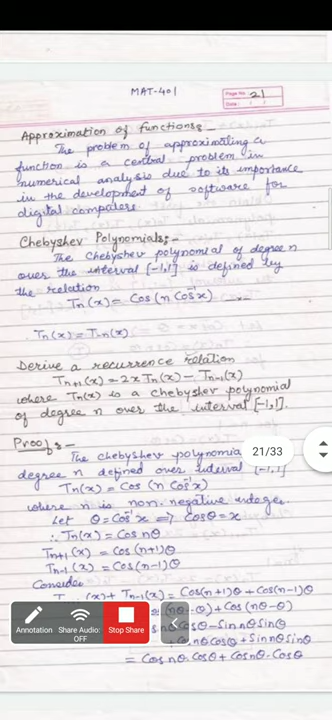 MAT-401
Page No. 21
Date: / /
Approximation of functions:-
The problem of approximating a
function is a central problem in
numerical analysis due to its importance
in the development of software for
digital computers
Chebyshev Polynomials:-
The Chebyshev polynomial of degree n
over the interval [-1,1] is defined by
the relation
Tn(x) = Cos(n Cos⁻¹x)
Tn(x) = T-n(x)
Derive a recurrence relation
Tn+1(x) = 2x Tn(x) - Tn-1(x)
where Tn(x) is a chebyshev polynomial
of degree n over the interval [-1,1].
Proof:-
The chebyshev polynomia
degree n defined over interval [-1,1]
Tn(x) = Cos (n Cos⁻¹x)
where n is non-negative integer.
Let θ = Cos⁻¹x ⟹ Cosθ = x
∴ Tn(x) = Cos nθ
Tn+1(x) = Cos(n+1)θ
Tn-1(x) = Cos(n-1)θ
Consider
(x) + Tn-1(x) = Cos(n+1)θ + Cos(n-1)θ
+ Cos(nθ-θ)
Cosθ - Sin nθ Sinθ
Cosθ + Sin nθ Sinθ
= Cos nθ. Cosθ + Cos nθ. Cosθ
21/33
Annotation
Share Audio: OFF
Stop Share